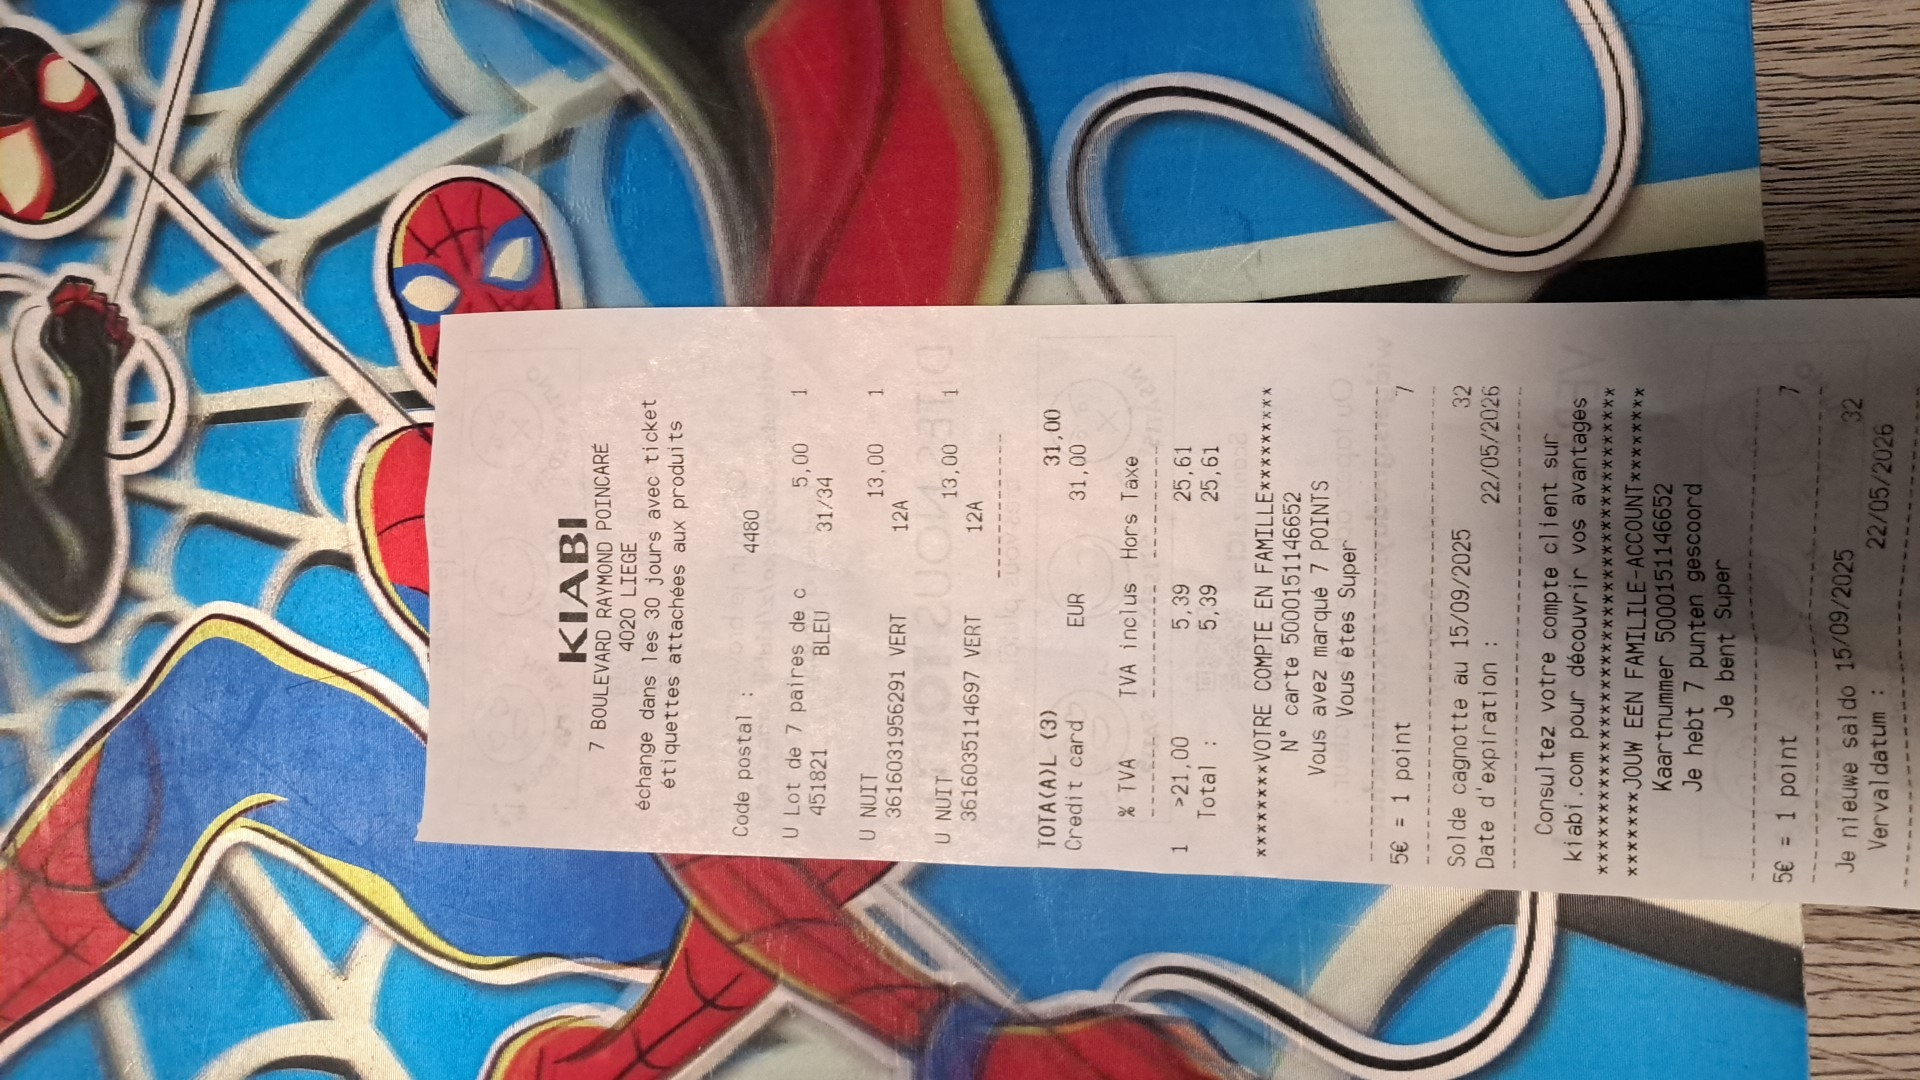 KIABI
7 BOULEVARD RAYMOND POINCARÉ
4020 LIEGE
échange dans les 30 jours avec ticket
étiquettes attachées aux produits
Code postal : 4480
U Lot de 7 paires de c 5,00 1
451821 BLEU 31/34
U NUIT 13,00 1
3616031956291 VERT 12A
U NUIT 13,00 1
3616035114697 VERT 12A
TOTA(A)L (3) 31,00
Credit card EUR 31,00
% TVA TVA inclus Hors Taxe
1 >21,00 5,39 25,61
Total : 5,39 25,61
*********VOTRE COMPTE EN FAMILLE*********
N° carte 5000151146652
Vous avez marqué 7 POINTS
Vous êtes Super
5€ = 1 point 7
Solde cagnotte au 15/09/2025 32
Date d'expiration : 22/05/2026
Consultez votre compte client sur
kiabi.com pour découvrir vos avantages
*****************************************
*******JOUW EEN FAMILILE-ACCOUNT*******
Kaartnummer 5000151146652
Je hebt 7 punten gescoord
Je bent Super
5€ = 1 point 7
Je nieuwe saldo 15/09/2025 32
Vervaldatum : 22/05/2026